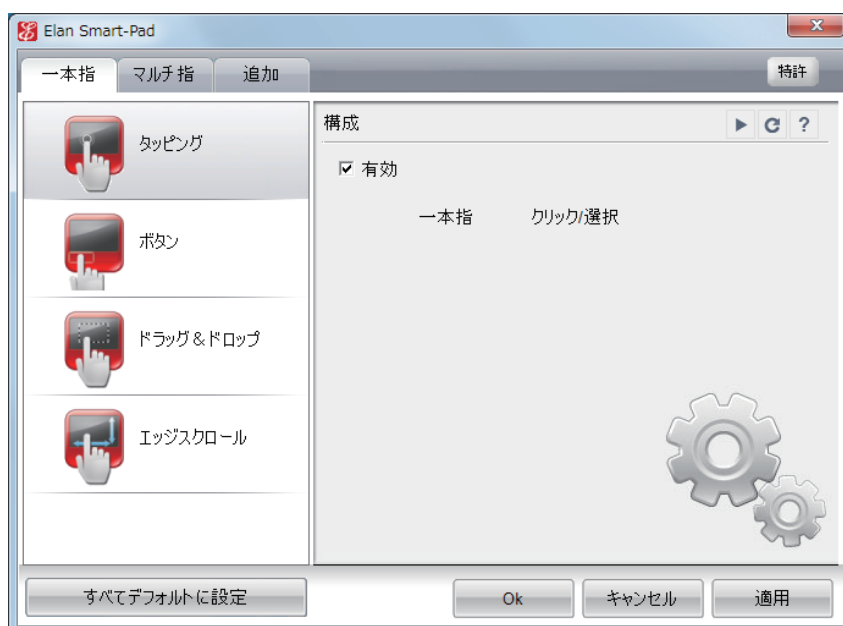 Elan Smart-Pad
一本指 マルチ指 追加 特許
タッピング
ボタン
ドラッグ&ドロップ
エッジスクロール
構成
?
有効
一本指 クリック/選択
すべてデフォルトに設定 Ok キャンセル 適用